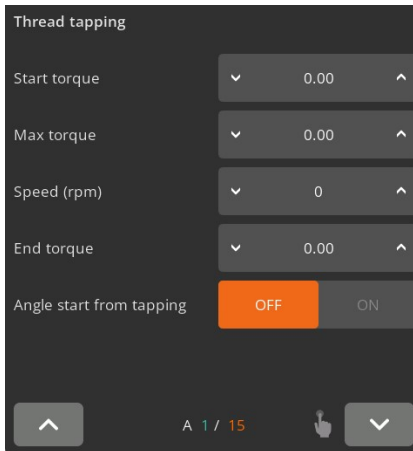 Thread tapping
Start torque 0.00
Max torque 0.00
Speed (rpm) 0
End torque 0.00
Angle start from tapping OFF ON
A 1 / 15